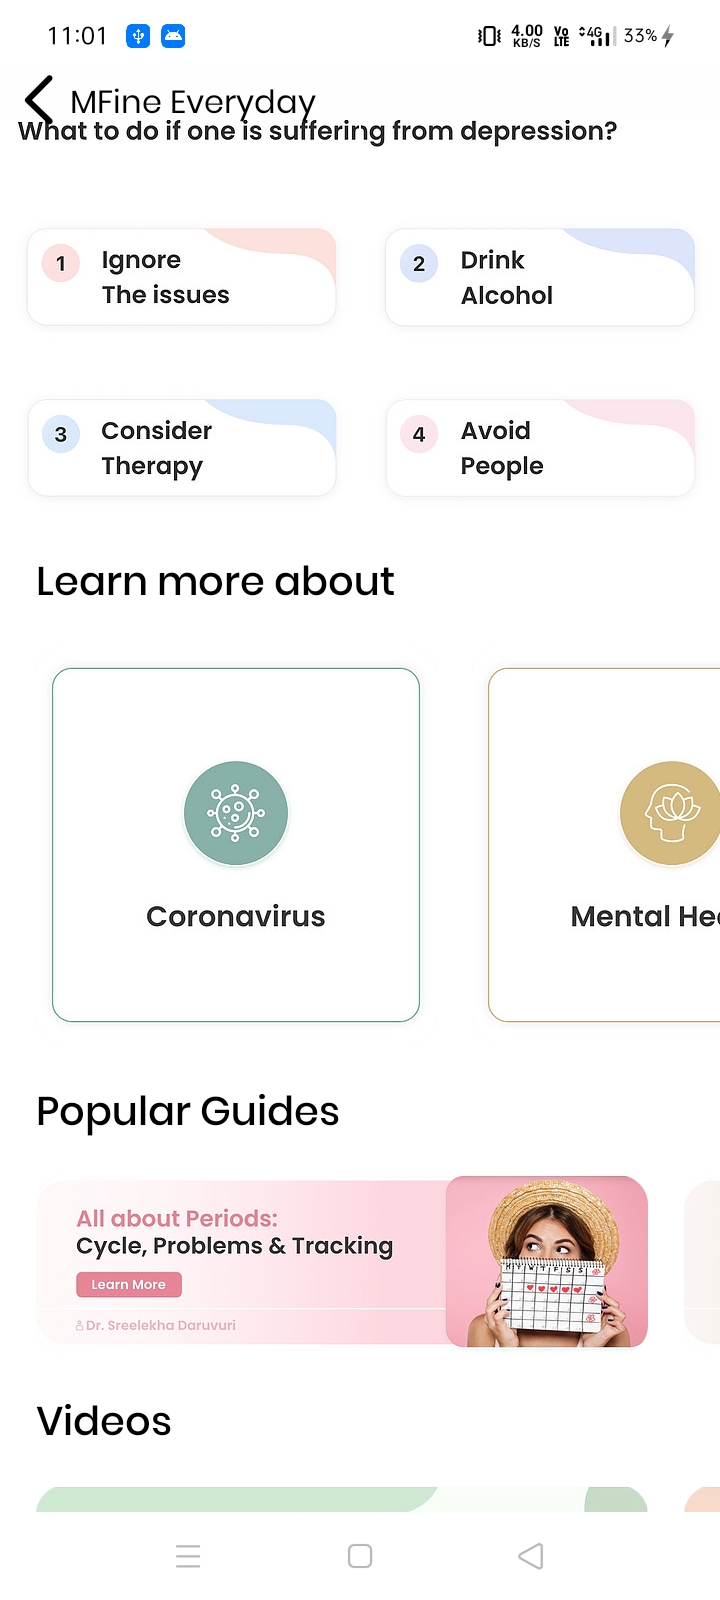 11:01
4.00 KB/S
Vo LTE
4G
33%
MFine Everyday
What to do if one is suffering from depression?
1 Ignore
The issues
2 Drink
Alcohol
3 Consider
Therapy
4 Avoid
People
Learn more about
Coronavirus
Mental Hea
Popular Guides
All about Periods:
Cycle, Problems & Tracking
Learn More
Dr. Sreelekha Daruvuri
M T W T F S S
Videos